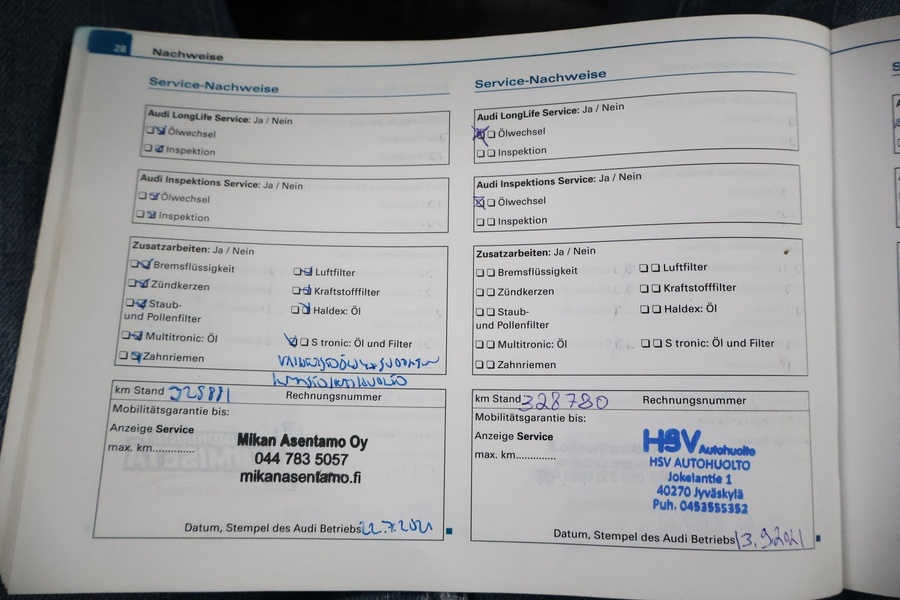 28
Nachweise
Service-Nachweise
Audi LongLife Service: Ja / Nein
Ölwechsel
Inspektion
Audi Inspektions Service: Ja / Nein
Ölwechsel
Inspektion
Zusatzarbeiten: Ja / Nein
Bremsflüssigkeit
Luftfilter
Zündkerzen
Kraftstofffilter
Staub-
und Pollenfilter
Haldex: Öl
Multitronic: Öl
S tronic: Öl und Filter
Zahnriemen
km Stand 325881
Rechnungsnummer
Mobilitätsgarantie bis:
Anzeige Service
max. km..............
Mikan Asentamo Oy
044 783 5057
mikanasentamo.fi
Datum, Stempel des Audi Betriebs 22.7.2021
Service-Nachweise
Audi LongLife Service: Ja / Nein
Ölwechsel
Inspektion
Audi Inspektions Service: Ja / Nein
Ölwechsel
Inspektion
Zusatzarbeiten: Ja / Nein
Bremsflüssigkeit
Luftfilter
Zündkerzen
Kraftstofffilter
Staub-
und Pollenfilter
Haldex: Öl
Multitronic: Öl
S tronic: Öl und Filter
Zahnriemen
km Stand 328780
Rechnungsnummer
Mobilitätsgarantie bis:
Anzeige Service
max. km.............
HSV Autohuolto
HSV AUTOHUOLTO
Jokelantie 1
40270 Jyväskylä
Puh. 0453555352
Datum, Stempel des Audi Betriebs 13.9.2021